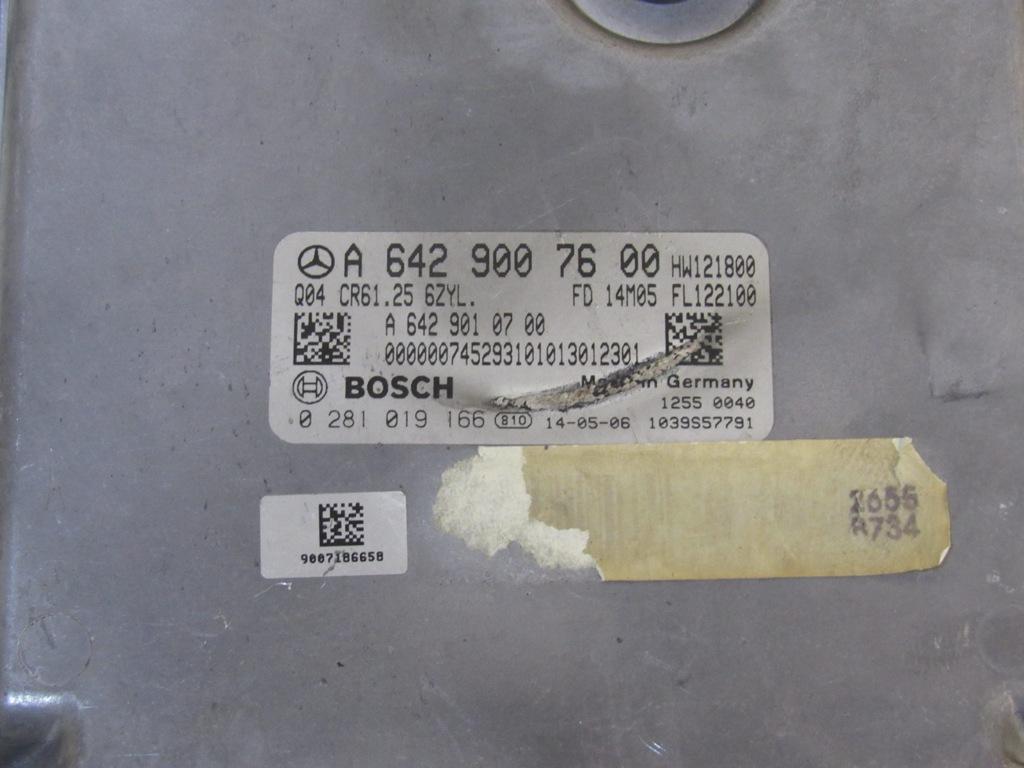 A 642 900 76 00 HW121800
Q04 CR61.25 6ZYL. FD 14M05 FL122100
A 642 901 07 00
000000745293101013012301
BOSCH in Germany
1255 0040
0 281 019 166 810 14-05-06 1039S57791
9007186658
1655
A734